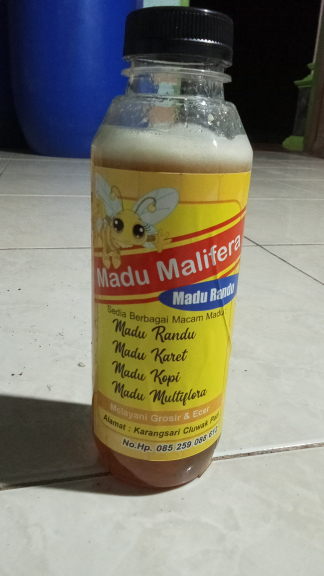 Madu Malifera
Madu Randu
Sedia Berbagai Macam Madu
Madu Randu
Madu Karet
Madu Kopi
Madu Multiflora
Melayani Grosir & Ecer
Alamat : Karangsari Cluwak
No.Hp. 085 259 088 612